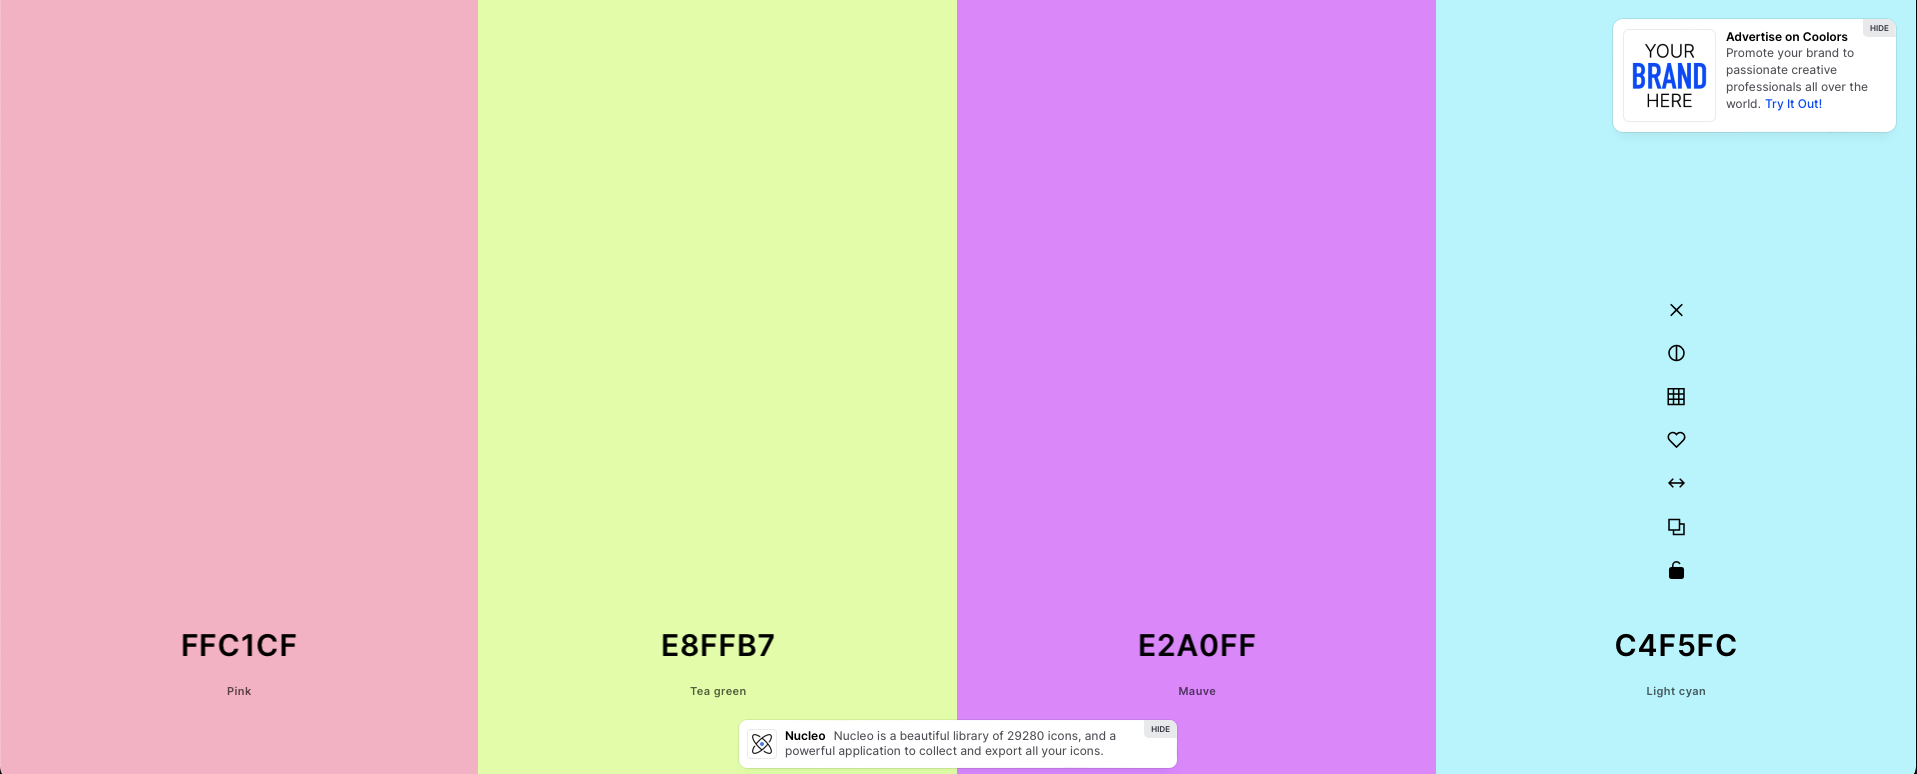 HIDE
YOUR
BRAND
HERE
Advertise on Coolors
Promote your brand to
passionate creative
professionals all over the
world. Try It Out!
FFC1CF
Pink
E8FFB7
Tea green
E2A0FF
Mauve
C4F5FC
Light cyan
HIDE
Nucleo Nucleo is a beautiful library of 29280 icons, and a
powerful application to collect and export all your icons.